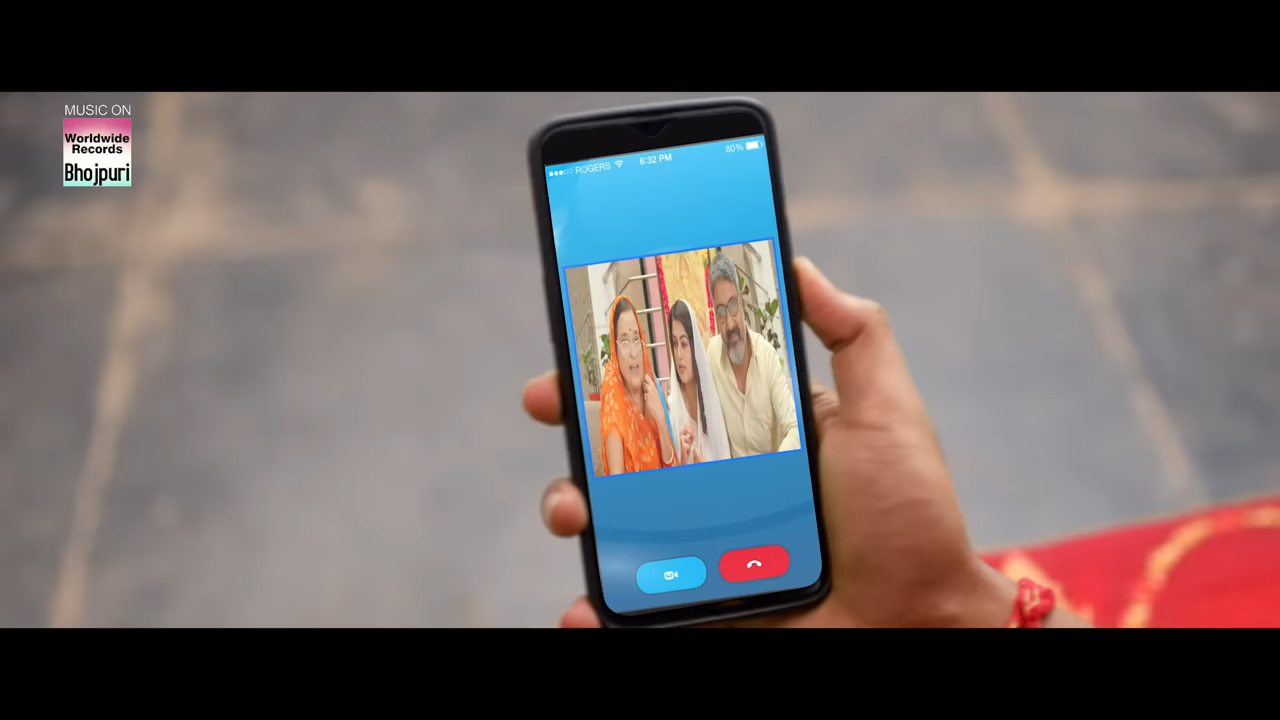 MUSIC ON
Worldwide
Records
Bhojpuri
ROGERS
6:32 PM
80%